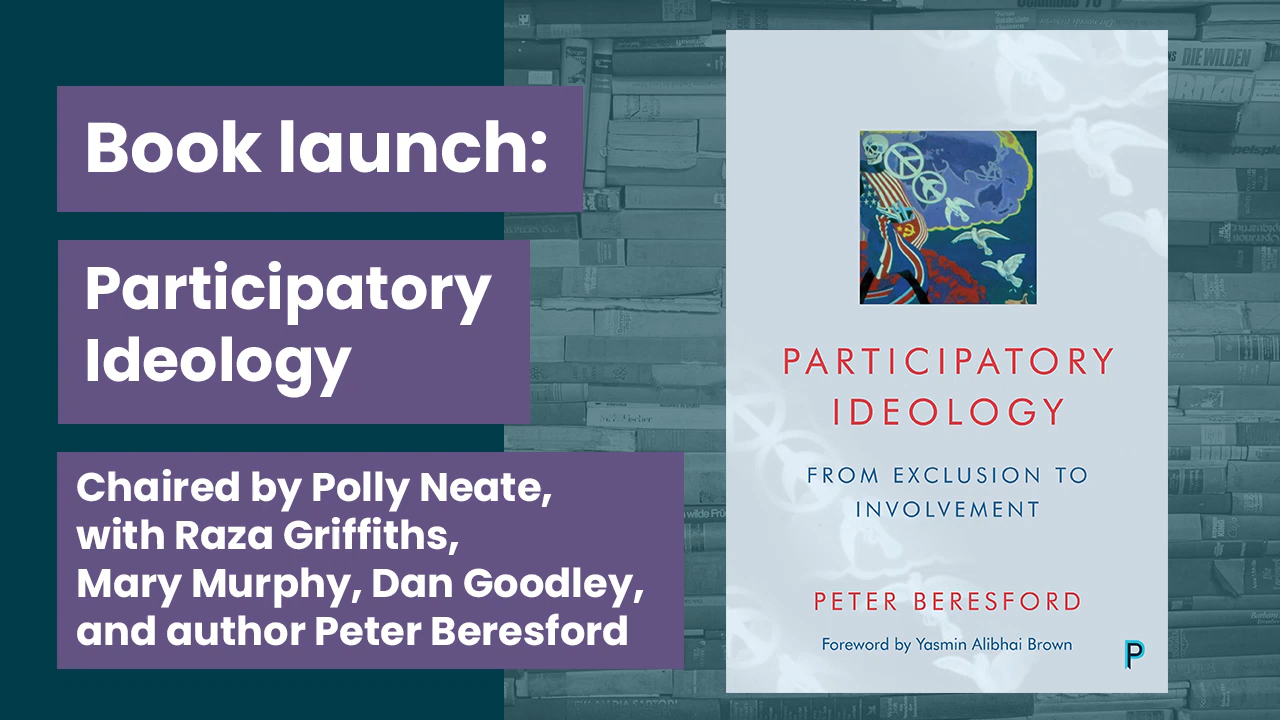 Book launch:
Participatory
Ideology
Chaired by Polly Neate,
with Raza Griffiths,
Mary Murphy, Dan Goodley,
and author Peter Beresford
PARTICIPATORY
IDEOLOGY
FROM EXCLUSION TO
INVOLVEMENT
PETER BERESFORD
Foreword by Yasmin Alibhai Brown
P
DIE WILDEN